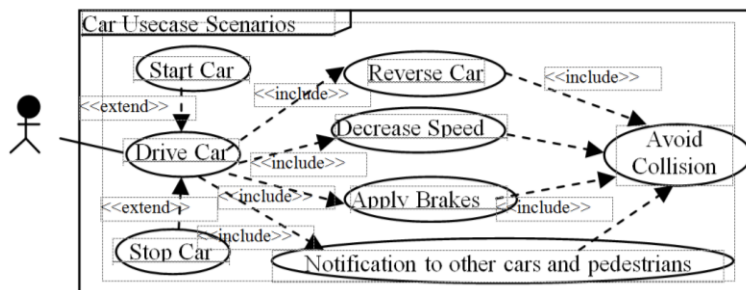 Car Usecase Scenarios
Start Car
Reverse Car
<<include>>
<<extend>>
<<include>>
Decrease Speed
Avoid
Collision
Drive Car
<<include>>
<<extend>>
<<include>>
Apply Brakes
<<include>>
<<include>>
Stop Car
Notification to other cars and pedestrians